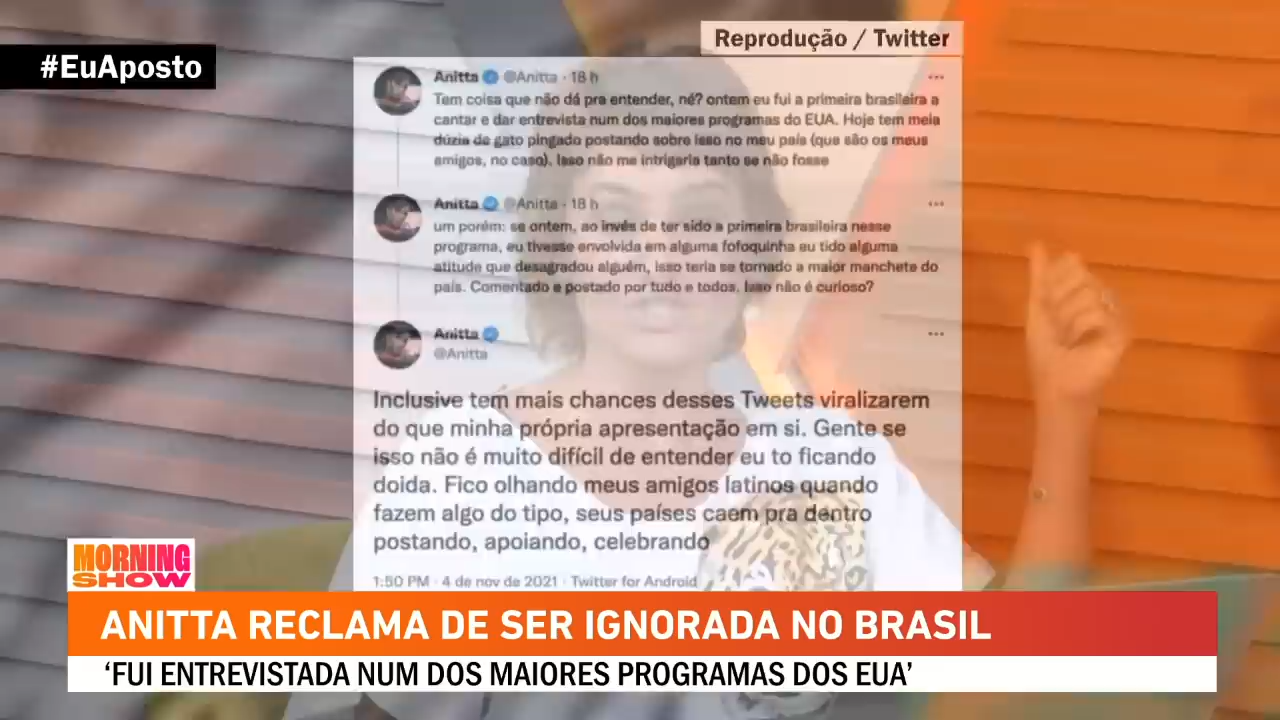 Reprodução / Twitter
#EuAposto
Anitta @Anitta · 18 h
Tem coisa que não dá pra entender, né? ontem eu fui a primeira brasileira a
cantar e dar entrevista num dos maiores programas do EUA. Hoje tem meia
dúzia de gato pingado postando sobre isso no meu país (que são os meus
amigos, no caso). Isso não me intrigaria tanto se não fosse
Anitta @Anitta · 18 h
um porém: se ontem, ao invés de ter sido a primeira brasileira nesse
programa, eu tivesse envolvida em alguma fofoquinha eu tido alguma
atitude que desagradou alguém, isso teria se tornado a maior manchete do
país. Comentado e postado por tudo e todos. Isso não é curioso?
Anitta
@Anitta
Inclusive tem mais chances desses Tweets viralizarem
do que minha própria apresentação em si. Gente se
isso não é muito difícil de entender eu to ficando
doida. Fico olhando meus amigos latinos quando
fazem algo do tipo, seus países caem pra dentro
postando, apoiando, celebrando
1:50 PM · 4 de nov de 2021 · Twitter for Android
MORNING
SHOW
ANITTA RECLAMA DE SER IGNORADA NO BRASIL
‘FUI ENTREVISTADA NUM DOS MAIORES PROGRAMAS DOS EUA’